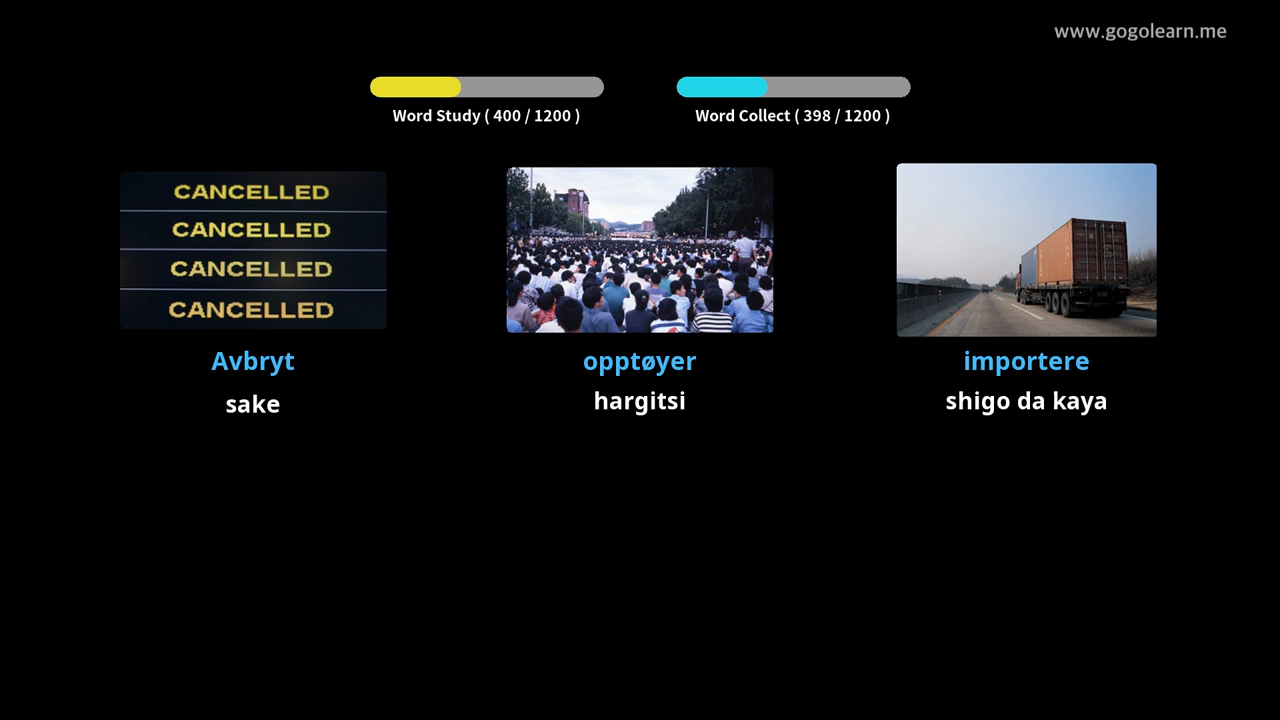 www.gogolearn.me
Word Study ( 400 / 1200 )
Word Collect ( 398 / 1200 )
CANCELLED
CANCELLED
CANCELLED
CANCELLED
Avbryt
sake
opptøyer
hargitsi
importere
shigo da kaya